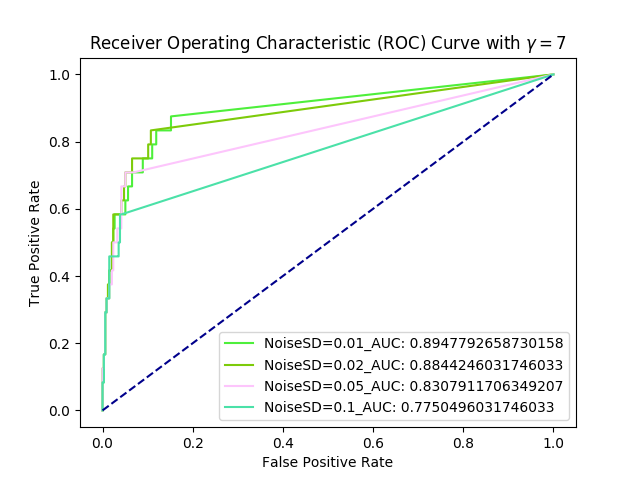 Receiver Operating Characteristic (ROC) Curve with γ = 7
True Positive Rate
1.0
0.8
0.6
0.4
0.2
0.0
NoiseSD=0.01_AUC: 0.8947792658730158
NoiseSD=0.02_AUC: 0.8844246031746033
NoiseSD=0.05_AUC: 0.8307911706349207
NoiseSD=0.1_AUC: 0.7750496031746033
0.0 0.2 0.4 0.6 0.8 1.0
False Positive Rate